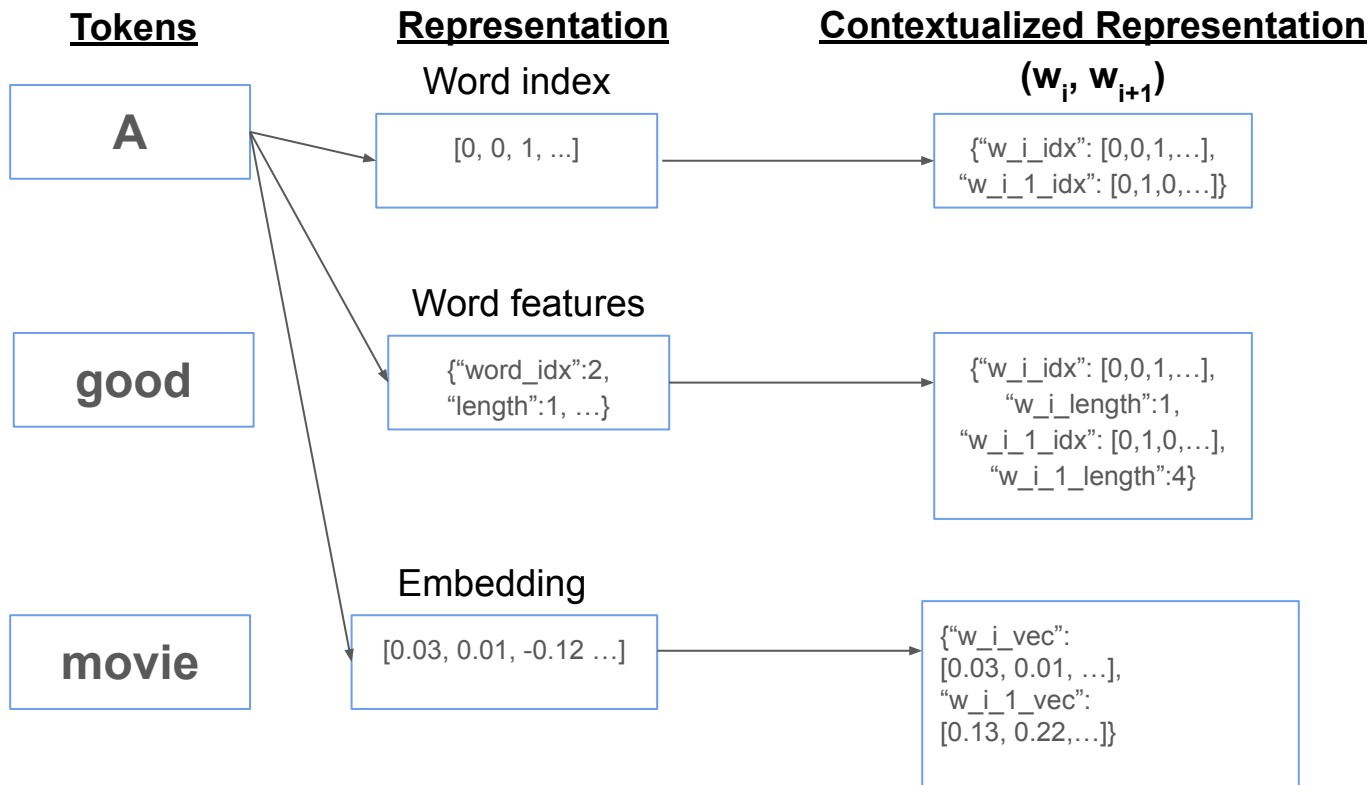 Tokens
Representation
Contextualized Representation
(w_i, w_{i+1})
Word index
A
[0, 0, 1, ...]
{“w_i_idx”: [0,0,1,…],
“w_i_1_idx”: [0,1,0,…]}
Word features
good
{“word_idx”:2,
“length”:1, …}
{“w_i_idx”: [0,0,1,…],
“w_i_length”:1,
“w_i_1_idx”: [0,1,0,…],
“w_i_1_length”:4}
Embedding
movie
[0.03, 0.01, -0.12 …]
{“w_i_vec”:
[0.03, 0.01, …],
“w_i_1_vec”:
[0.13, 0.22,…]}